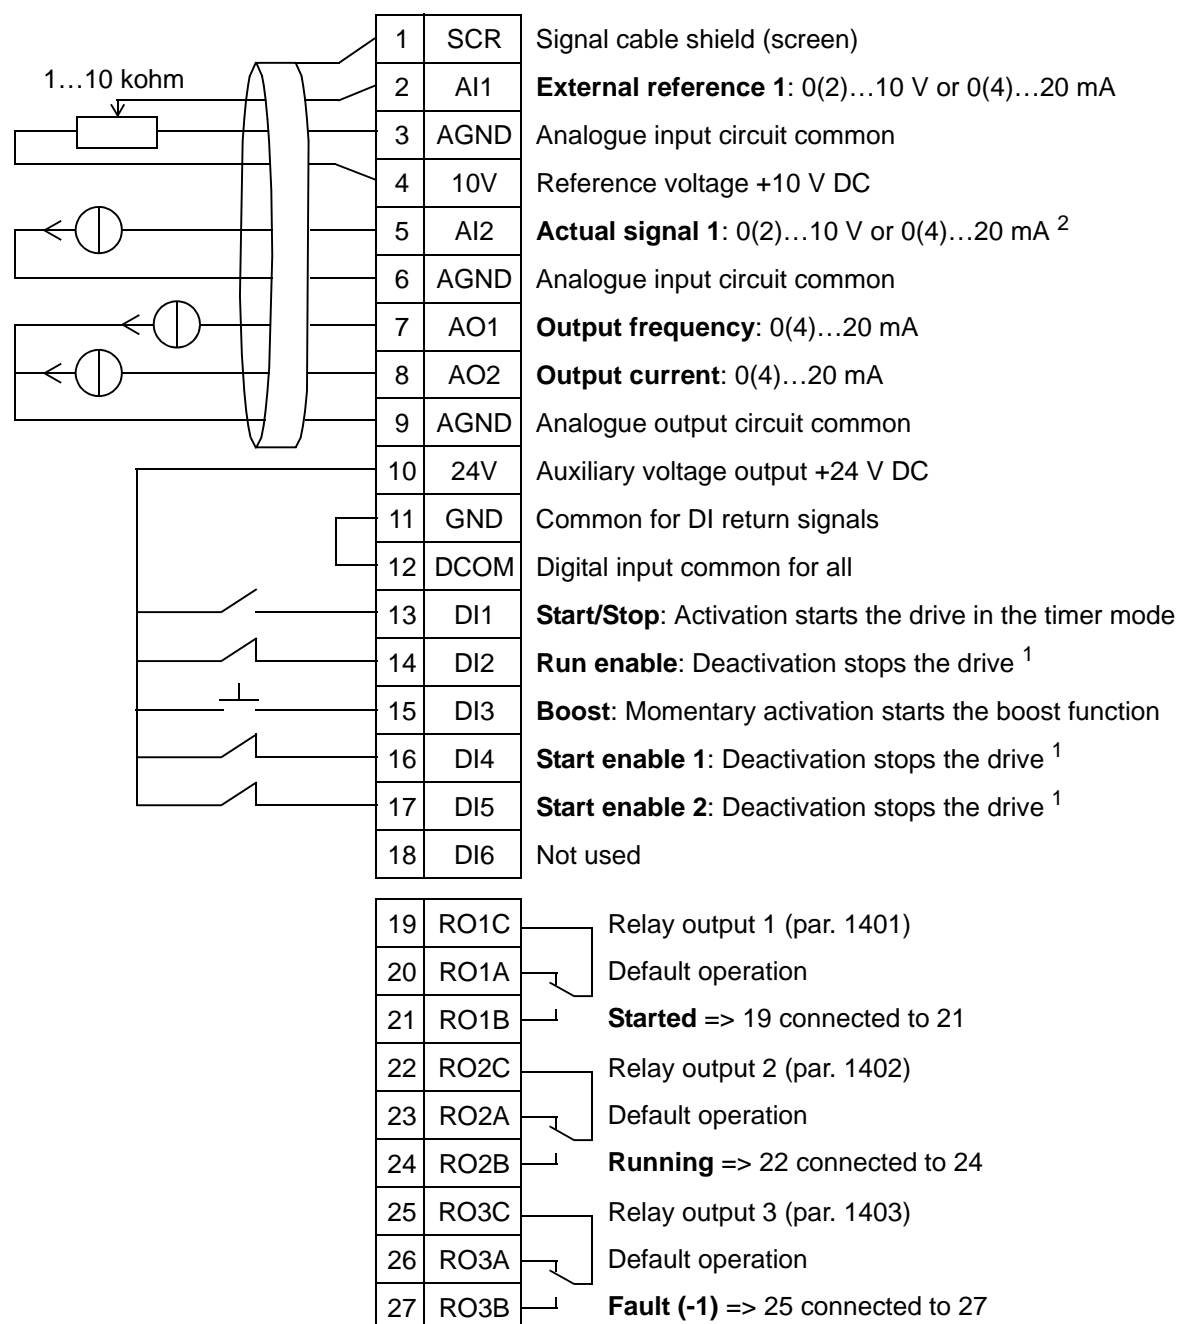 1 SCR Signal cable shield (screen)
1…10 kohm
2 AI1 External reference 1: 0(2)…10 V or 0(4)…20 mA
3 AGND Analogue input circuit common
4 10V Reference voltage +10 V DC
5 AI2 Actual signal 1: 0(2)…10 V or 0(4)…20 mA 2
6 AGND Analogue input circuit common
7 AO1 Output frequency: 0(4)…20 mA
8 AO2 Output current: 0(4)…20 mA
9 AGND Analogue output circuit common
10 24V Auxiliary voltage output +24 V DC
11 GND Common for DI return signals
12 DCOM Digital input common for all
13 DI1 Start/Stop: Activation starts the drive in the timer mode
14 DI2 Run enable: Deactivation stops the drive 1
15 DI3 Boost: Momentary activation starts the boost function
16 DI4 Start enable 1: Deactivation stops the drive 1
17 DI5 Start enable 2: Deactivation stops the drive 1
18 DI6 Not used
19 RO1C Relay output 1 (par. 1401)
20 RO1A Default operation
21 RO1B Started => 19 connected to 21
22 RO2C Relay output 2 (par. 1402)
23 RO2A Default operation
24 RO2B Running => 22 connected to 24
25 RO3C Relay output 3 (par. 1403)
26 RO3A Default operation
27 RO3B Fault (-1) => 25 connected to 27